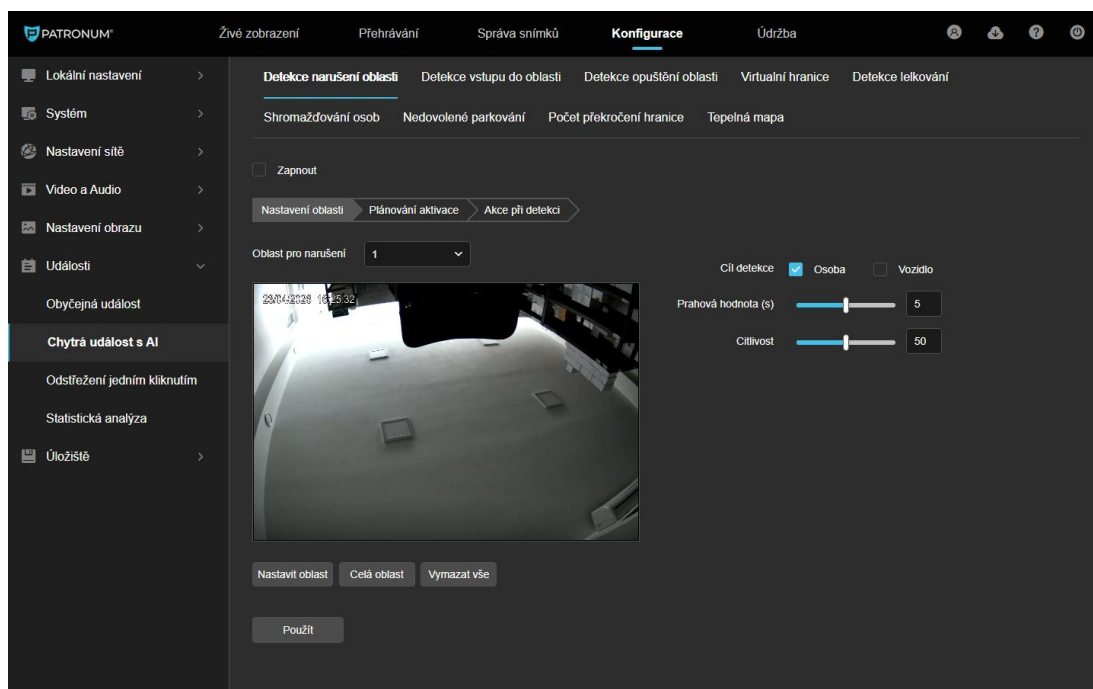 PATRONUM®
Živé zobrazení Přehrávání Správa snímků Konfigurace Údržba
Lokální nastavení
Systém
Nastavení sítě
Video a Audio
Nastavení obrazu
Události
Obyčejná událost
Chytrá událost s AI
Odstřežení jedním kliknutím
Statistická analýza
Úložiště
Detekce narušení oblasti Detekce vstupu do oblasti Detekce opuštění oblasti Virtualní hranice Detekce lelkování
Shromažďování osob Nedovolené parkování Počet překročení hranice Tepelná mapa
Zapnout
Nastavení oblasti Plánování aktivace Akce při detekci
Oblast pro narušení 1
Cíl detekce Osoba Vozidlo
Prahová hodnota (s) 5
Citlivost 50
Nastavit oblast Celá oblast Vymazat vše
Použít